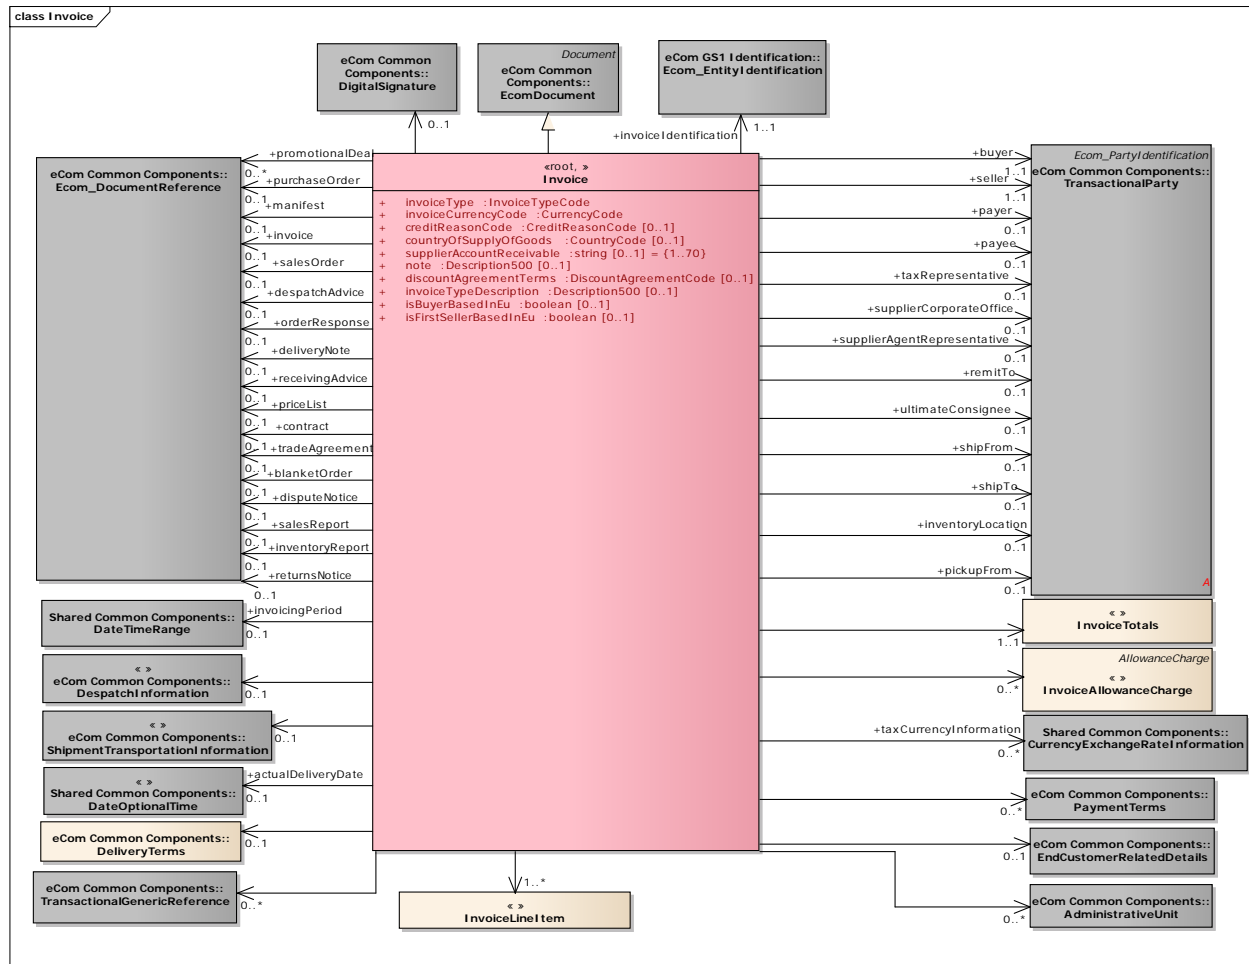 class Invoice
eCom Common
Components::
DigitalSignature
Document
eCom Common
Components::
EcomDocument
eCom GS1 Identification::
Ecom_EntityIdentification
0..1
+invoiceIdentification
1..1
eCom Common Components::
Ecom_DocumentReference
+promotionalDeal
0..*
+purchaseOrder
0..1
+manifest
0..1
+invoice
0..1
+salesOrder
0..1
+despatchAdvice
0..1
+orderResponse
0..1
+deliveryNote
0..1
+receivingAdvice
0..1
+priceList
0..1
+contract
0..1
+tradeAgreement
0..1
+blanketOrder
0..1
+disputeNotice
0..1
+salesReport
0..1
+inventoryReport
0..1
+returnsNotice
0..1
«root, »
Invoice
+ invoiceType :InvoiceTypeCode
+ invoiceCurrencyCode :CurrencyCode
+ creditReasonCode :CreditReasonCode [0..1]
+ countryOfSupplyOfGoods :CountryCode [0..1]
+ supplierAccountReceivable :string [0..1] = {1..70}
+ note :Description500 [0..1]
+ discountAgreementTerms :DiscountAgreementCode [0..1]
+ invoiceTypeDescription :Description500 [0..1]
+ isBuyerBasedInEu :boolean [0..1]
+ isFirstSellerBasedInEu :boolean [0..1]
Ecom_PartyIdentification
eCom Common Components::
TransactionalParty
A
+buyer
1..1
+seller
1..1
+payer
0..1
+payee
0..1
+taxRepresentative
0..1
+supplierCorporateOffice
0..1
+supplierAgentRepresentative
0..1
+remitTo
0..1
+ultimateConsignee
0..1
+shipFrom
0..1
+shipTo
0..1
+inventoryLocation
0..1
+pickupFrom
0..1
Shared Common Components::
DateTimeRange
+invoicingPeriod
0..1
« »
eCom Common Components::
DespatchInformation
0..1
« »
eCom Common Components::
ShipmentTransportationInformation
0..1
« »
Shared Common Components::
DateOptionalTime
+actualDeliveryDate
0..1
eCom Common Components::
DeliveryTerms
0..1
eCom Common Components::
TransactionalGenericReference
0..*
1..*
« »
InvoiceLineItem
« »
InvoiceTotals
1..1
AllowanceCharge
« »
InvoiceAllowanceCharge
0..*
+taxCurrencyInformation
0..*
Shared Common Components::
CurrencyExchangeRateInformation
eCom Common Components::
PaymentTerms
0..*
eCom Common Components::
EndCustomerRelatedDetails
0..1
eCom Common Components::
AdministrativeUnit
0..*